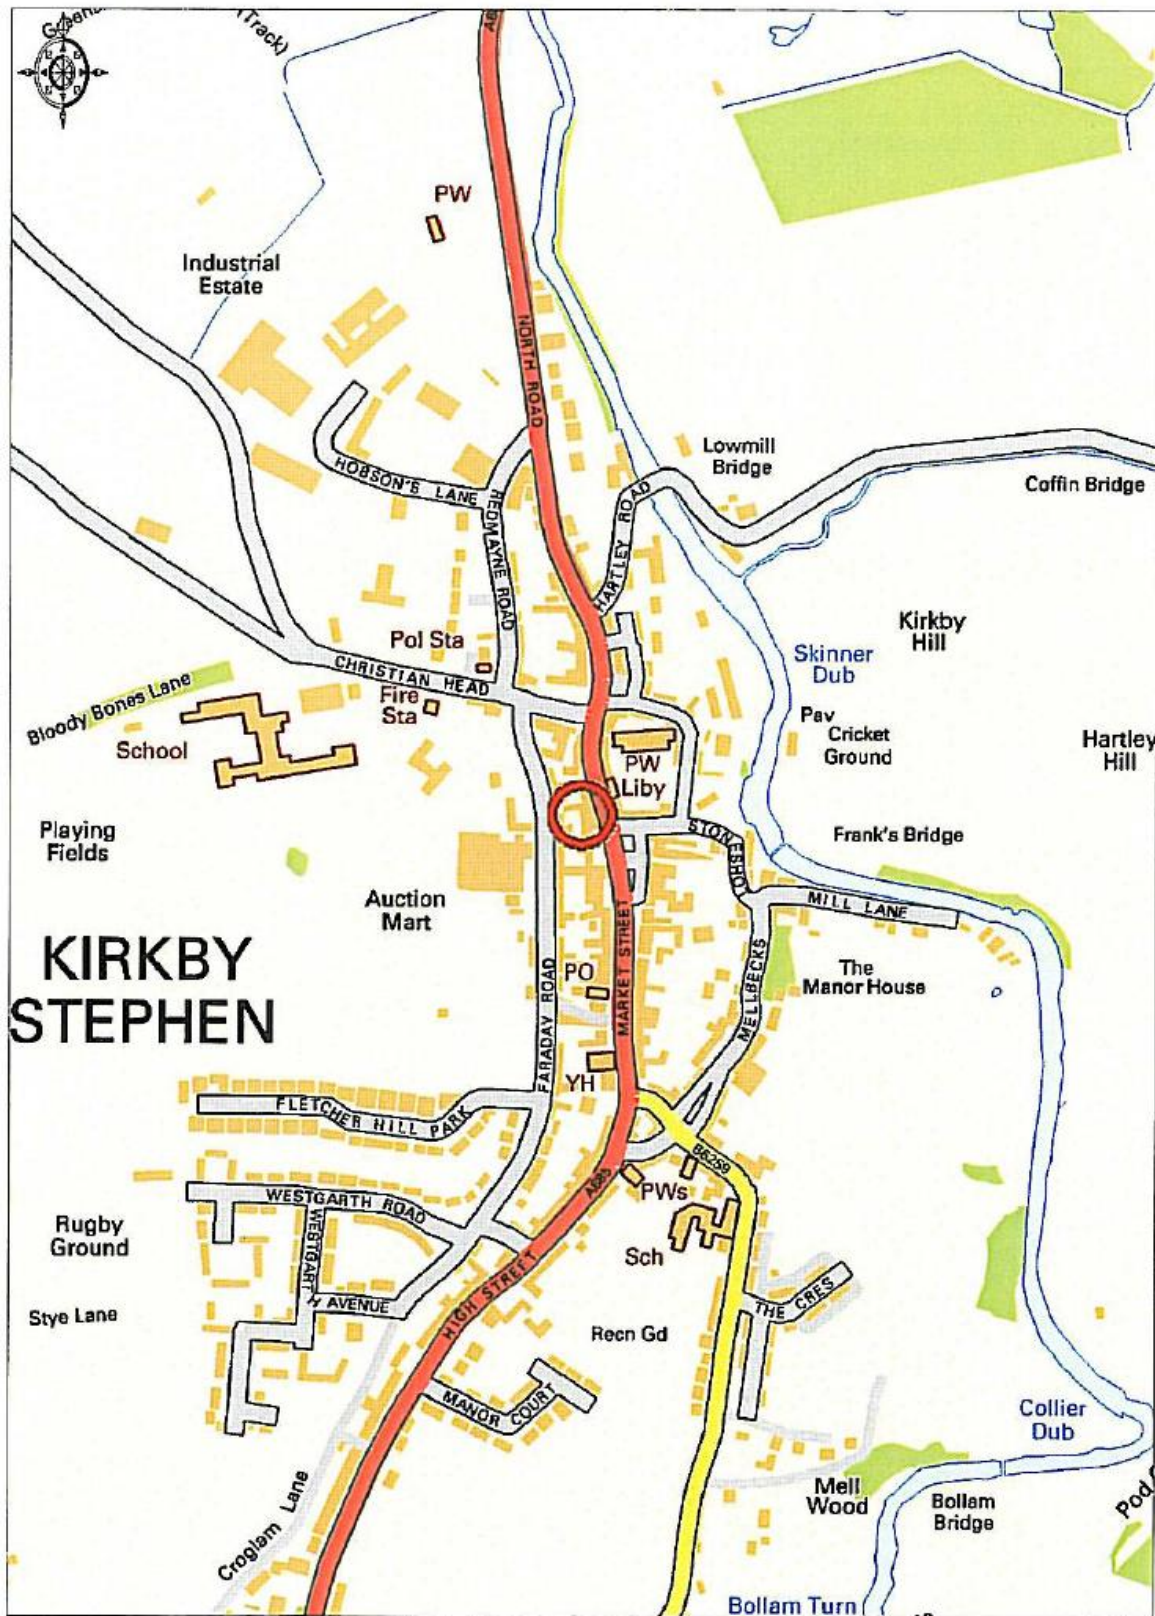 (Track)
PW
Industrial
Estate
NORTH ROAD
Lowmill
Bridge
HOBSON'S LANE
REDMAYNE ROAD
HARTLEY ROAD
Coffin Bridge
Kirkby
Hill
Pol Sta
Skinner
Dub
CHRISTIAN HEAD
Bloody Bones Lane
Fire
Sta
School
Pav
Cricket
Ground
Hartley
Hill
PW
Liby
STONESHOT
Playing
Fields
Frank's Bridge
Auction
Mart
MILL LANE
KIRKBY
STEPHEN
PO
MARKET STREET
MELLBECKS
The
Manor House
FARADAY ROAD
YH
FLETCHER HILL PARK
B6259
A685
PWs
WESTGARTH ROAD
Rugby
Ground
WESTGARTH AVENUE
Sch
HIGH STREET
THE CRES
Stye Lane
Recn Gd
MANOR COURT
Collier
Dub
Mell
Wood
Bollam
Bridge
Croglam Lane
Bollam Turn